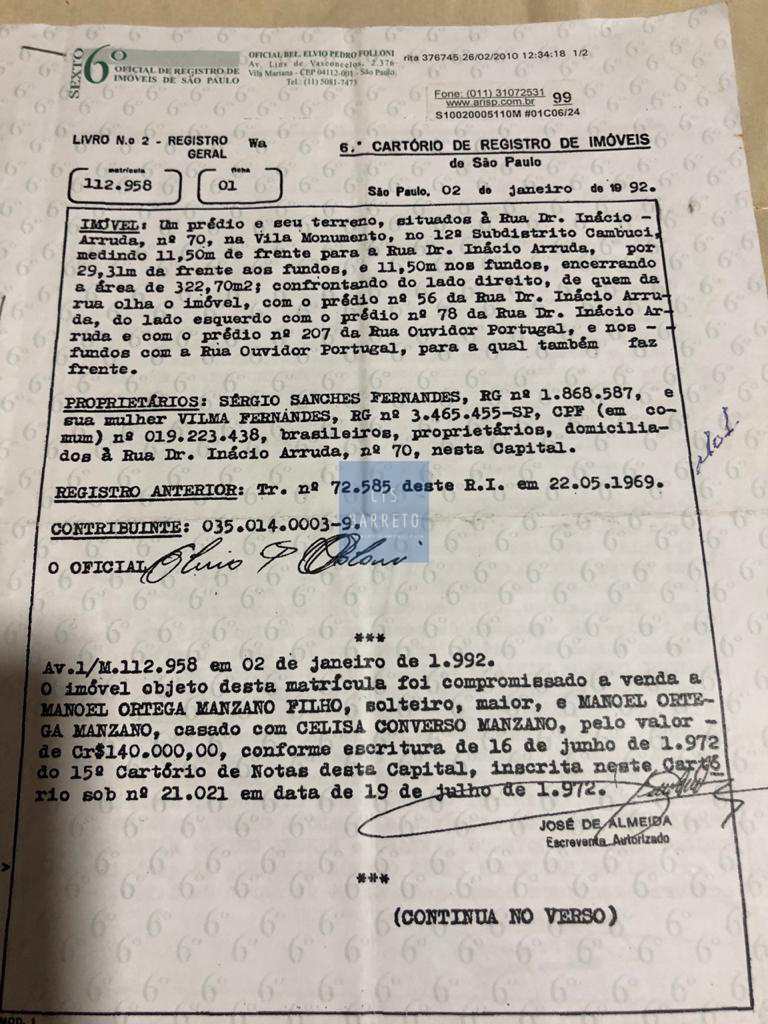 SEXTO
6º
OFICIAL DE REGISTRO DE
IMÓVEIS DE SÃO PAULO
OFICIAL BEL. ELVIO PEDRO FOLLONI
Av. Lins de Vasconcelos, 2.376
Vila Mariana - CEP 04112-001 - São Paulo
Tel.: (11) 5081-7473
rita 376745 26/02/2010 12:34:18 1/2
Fone: (011) 31072531
www.arisp.com.br 99
S10020005110M #01C06/24
LIVRO N.o 2 - REGISTRO Wa
GERAL
6.º CARTÓRIO DE REGISTRO DE IMÓVEIS
de São Paulo
matrícula
112.958
ficha
01
São Paulo, 02 de janeiro de 1992.
IMÓVEL: Um prédio e seu terreno, situados à Rua Dr. Inácio -
Arruda, nº 70, na Vila Monumento, no 12º Subdistrito Cambuci,
medindo 11,50m de frente para a Rua Dr. Inácio Arruda, por
29,31m da frente aos fundos, e 11,50m nos fundos, encerrando
a área de 322,70m2; confrontando do lado direito, de quem da
rua olha o imóvel, com o prédio nº 56 da Rua Dr. Inácio Arru-
da, do lado esquerdo com o prédio nº 78 da Rua Dr. Inácio Ar-
ruda e com o prédio nº 207 da Rua Ouvidor Portugal, e nos -
fundos com a Rua Ouvidor Portugal, para a qual também faz
frente.
PROPRIETÁRIOS: SÉRGIO SANCHES FERNANDES, RG nº 1.868.587, e
sua mulher VILMA FERNANDES, RG nº 3.465.455-SP, CPF (em co-
mum) nº 019.223.438, brasileiros, proprietários, domicilia-
dos à Rua Dr. Inácio Arruda, nº 70, nesta Capital.
REGISTRO ANTERIOR: Tr. nº 72.585 deste R.I. em 22.05.1969.
CONTRIBUINTE: 035.014.0003-9.
BARRETO
O OFICIAL
***
Av.1/M.112.958 em 02 de janeiro de 1.992.
O imóvel objeto desta matrícula foi compromissado a venda a
MANOEL ORTEGA MANZANO FILHO, solteiro, maior, e MANOEL ORTE-
GA MANZANO, casado com CELISA CONVERSO MANZANO, pelo valor -
de Cr$140.000,00, conforme escritura de 16 de junho de 1.972
do 15º Cartório de Notas desta Capital, inscrita neste Cartó
rio sob nº 21.021 em data de 19 de julho de 1.972.
JOSÉ DE ALMEIDA
Escrevente Autorizado
***
(CONTINUA NO VERSO)
MOD. 1